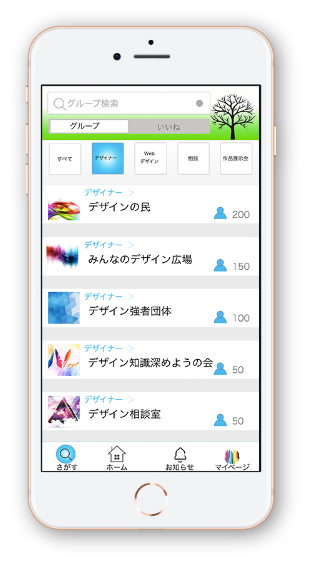 グループ検索
グループ
いいね
すべて
デザイナー
Web
デザイン
相談
作品展示会
デザイナー >
デザインの民
200
デザイナー >
みんなのデザイン広場
150
デザイナー >
デザイン強者団体
100
デザイナー >
デザイン知識深めようの会
50
デザイナー >
デザイン相談室
50
さがす
ホーム
お知らせ
マイページ